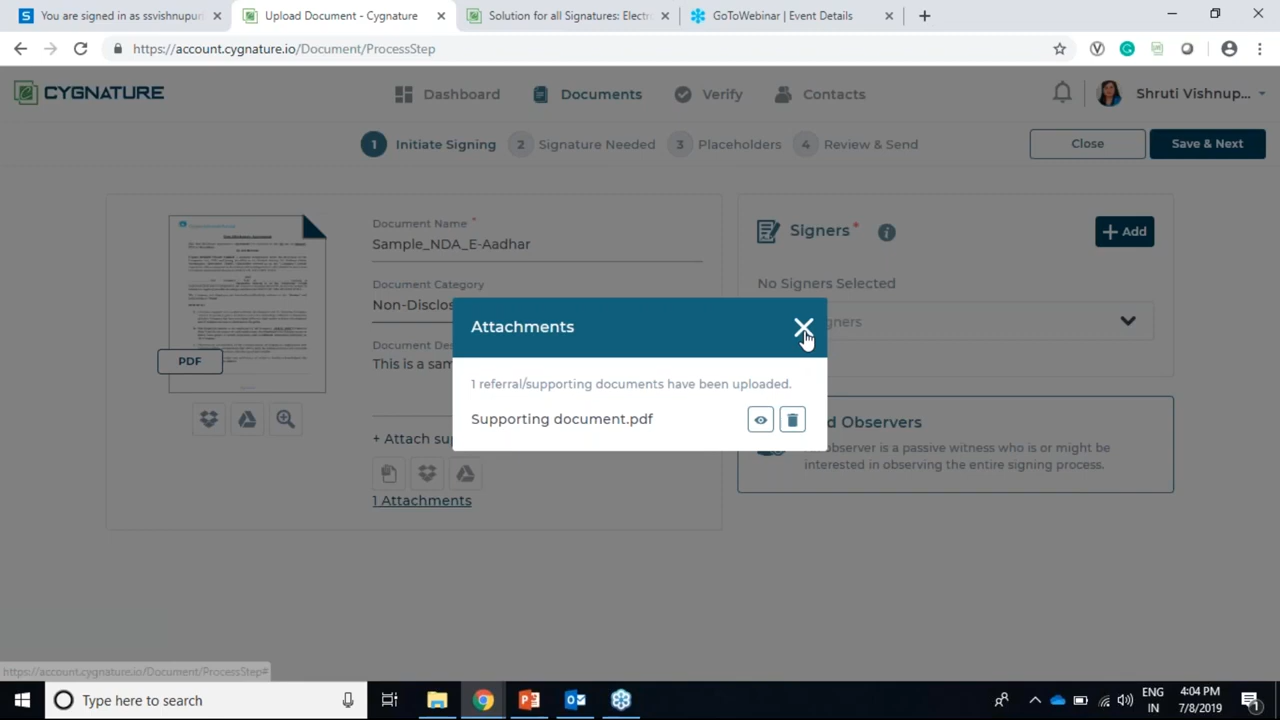 You are signed in as ssvishnupuri
Upload Document - Cygnature
Solution for all Signatures: Electr
GoToWebinar | Event Details
https://account.cygnature.io/Document/ProcessStep
CYGNATURE
Dashboard
Documents
Verify
Contacts
Shruti Vishnup...
1 Initiate Signing
2 Signature Needed
3 Placeholders
4 Review & Send
Close
Save & Next
Document Name *
Sample_NDA_E-Aadhar
Document Category
Non-Disclo
Document De
This is a sam
PDF
+ Attach su
1 Attachments
Signers *
+ Add
No Signers Selected
gners
d Observers
observer is a passive witness who is or might be
interested in observing the entire signing process.
Attachments
1 referral/supporting documents have been uploaded.
Supporting document.pdf
https://account.cygnature.io/Document/ProcessStep#
Type here to search
ENG
IN
4:04 PM
7/8/2019
1